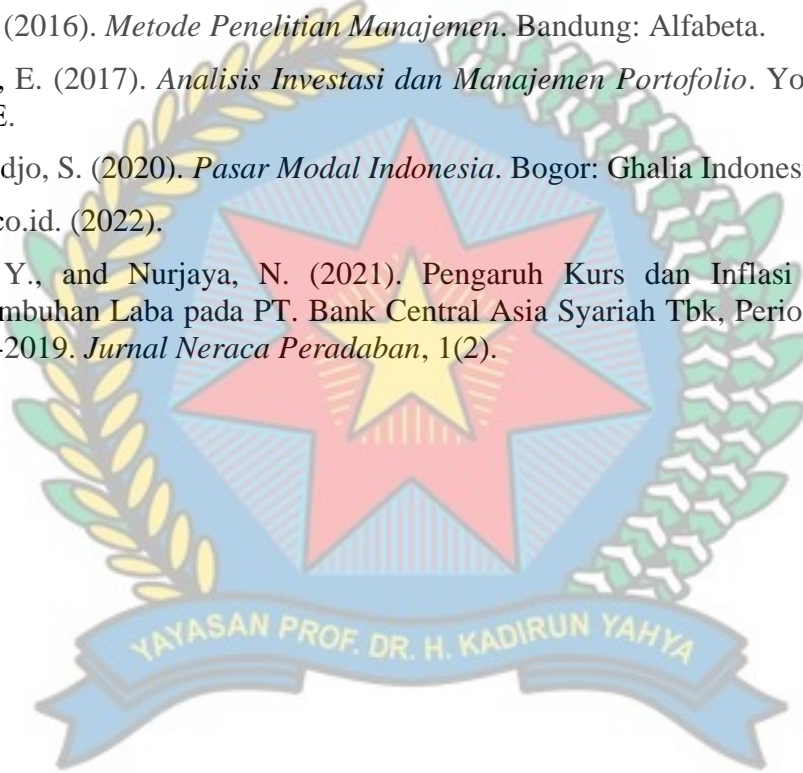 (2016). Metode Penelitian Manajemen. Bandung: Alfabeta.
, E. (2017). Analisis Investasi dan Manajemen Portofolio. Yo
E.
djo, S. (2020). Pasar Modal Indonesia. Bogor: Ghalia Indones
co.id. (2022).
Y., and Nurjaya, N. (2021). Pengaruh Kurs dan Inflasi
mbuhan Laba pada PT. Bank Central Asia Syariah Tbk, Perio
-2019. Jurnal Neraca Peradaban, 1(2).
YAYASAN PROF. DR. H. KADIRUN YAHYA